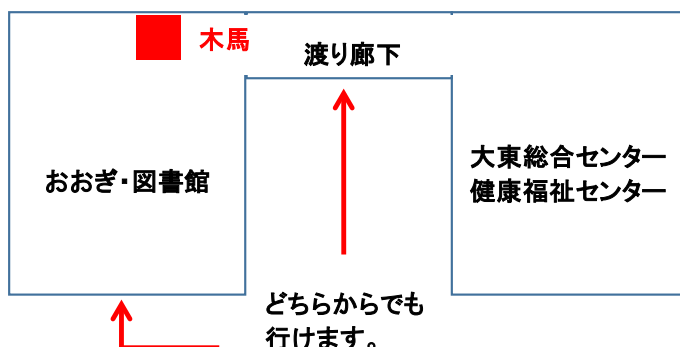 木馬
渡り廊下
おおぎ・図書館
大東総合センター
健康福祉センター
どちらからでも
行けます。